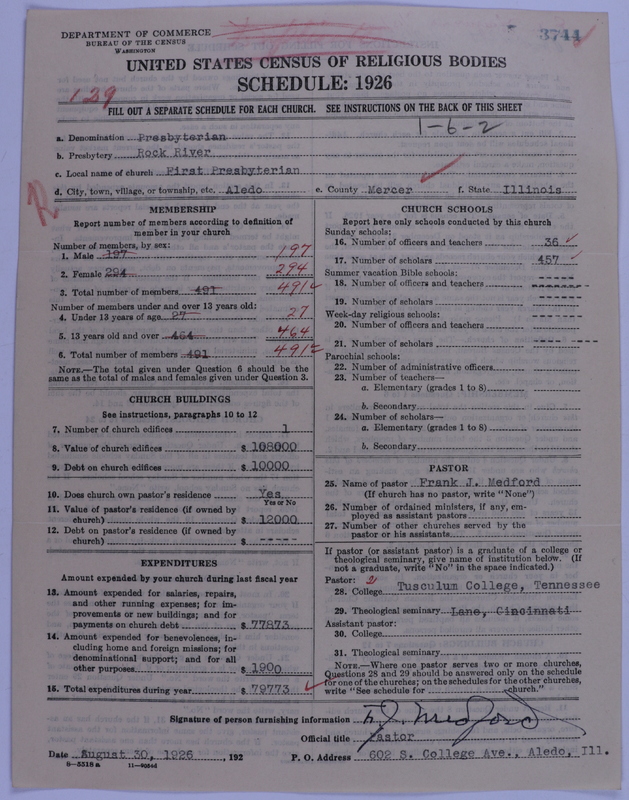 DEPARTMENT OF COMMERCE
BUREAU OF THE CENSUS
WASHINGTON
3744
UNITED STATES CENSUS OF RELIGIOUS BODIES
SCHEDULE: 1926
129
FILL OUT A SEPARATE SCHEDULE FOR EACH CHURCH. SEE INSTRUCTIONS ON THE BACK OF THIS SHEET
1-6-2
a. Denomination Presbyterian
b. Presbytery Rock River
c. Local name of church First Presbyterian
d. City, town, village, or township, etc. Aledo e. County Mercer f. State Illinois
R
MEMBERSHIP
Report number of members according to definition of
member in your church
Number of members, by sex:
1. Male 197 197
2. Female 294 294
3. Total number of members 491 491
Number of members under and over 13 years old:
4. Under 13 years of age 27 27
5. 13 years old and over 464 464
6. Total number of members 491 491
NOTE.—The total given under Question 6 should be
same as the total of males and females given under Question 3.
CHURCH BUILDINGS
See instructions, paragraphs 10 to 12
7. Number of church edifices 1
8. Value of church edifices $ 108000
9. Debt on church edifices $ 10000
10. Does church own pastor's residence Yes
Yes or No
11. Value of pastor's residence (if owned by
church) $ 12000
12. Debt on pastor's residence (if owned by
church) $ -----
EXPENDITURES
Amount expended by your church during last fiscal year
13. Amount expended for salaries, repairs,
and other running expenses; for im-
provements or new buildings; and for
payments on church debt $ 77873
14. Amount expended for benevolences, in-
cluding home and foreign missions; for
denominational support; and for all
other purposes $ 1900
15. Total expenditures during year $ 79773
CHURCH SCHOOLS
Report here only schools conducted by this church
Sunday schools:
16. Number of officers and teachers 36
17. Number of scholars 457
Summer vacation Bible schools:
18. Number of officers and teachers -----
19. Number of scholars -----
Week-day religious schools:
20. Number of officers and teachers -----
21. Number of scholars -----
Parochial schools:
22. Number of administrative officers
23. Number of teachers—
a. Elementary (grades 1 to 8)
b. Secondary
24. Number of scholars—
a. Elementary (grades 1 to 8)
b. Secondary
PASTOR
25. Name of pastor Frank J. Medford
(If church has no pastor, write "None")
26. Number of ordained ministers, if any, em-
ployed as assistant pastors
27. Number of other churches served by the
pastor or his assistants
If pastor (or assistant pastor) is a graduate of a college or
theological seminary, give name of institution below. (If
not a graduate, write "No" in the space indicated.)
Pastor: 2
28. College Tusculum College, Tennessee
29. Theological seminary Lane, Cincinnati
Assistant pastor:
30. College
31. Theological seminary
NOTE.—Where one pastor serves two or more churches,
Questions 28 and 29 should be answered only on the schedule
for one of the churches; on the schedules for the other churches,
write "See schedule for church."
Signature of person furnishing information F. J. Medford
Official title Pastor
Date August 30, 1926, 192 P. O. Address 602 S. College Ave., Aledo, Ill.
8-5518a